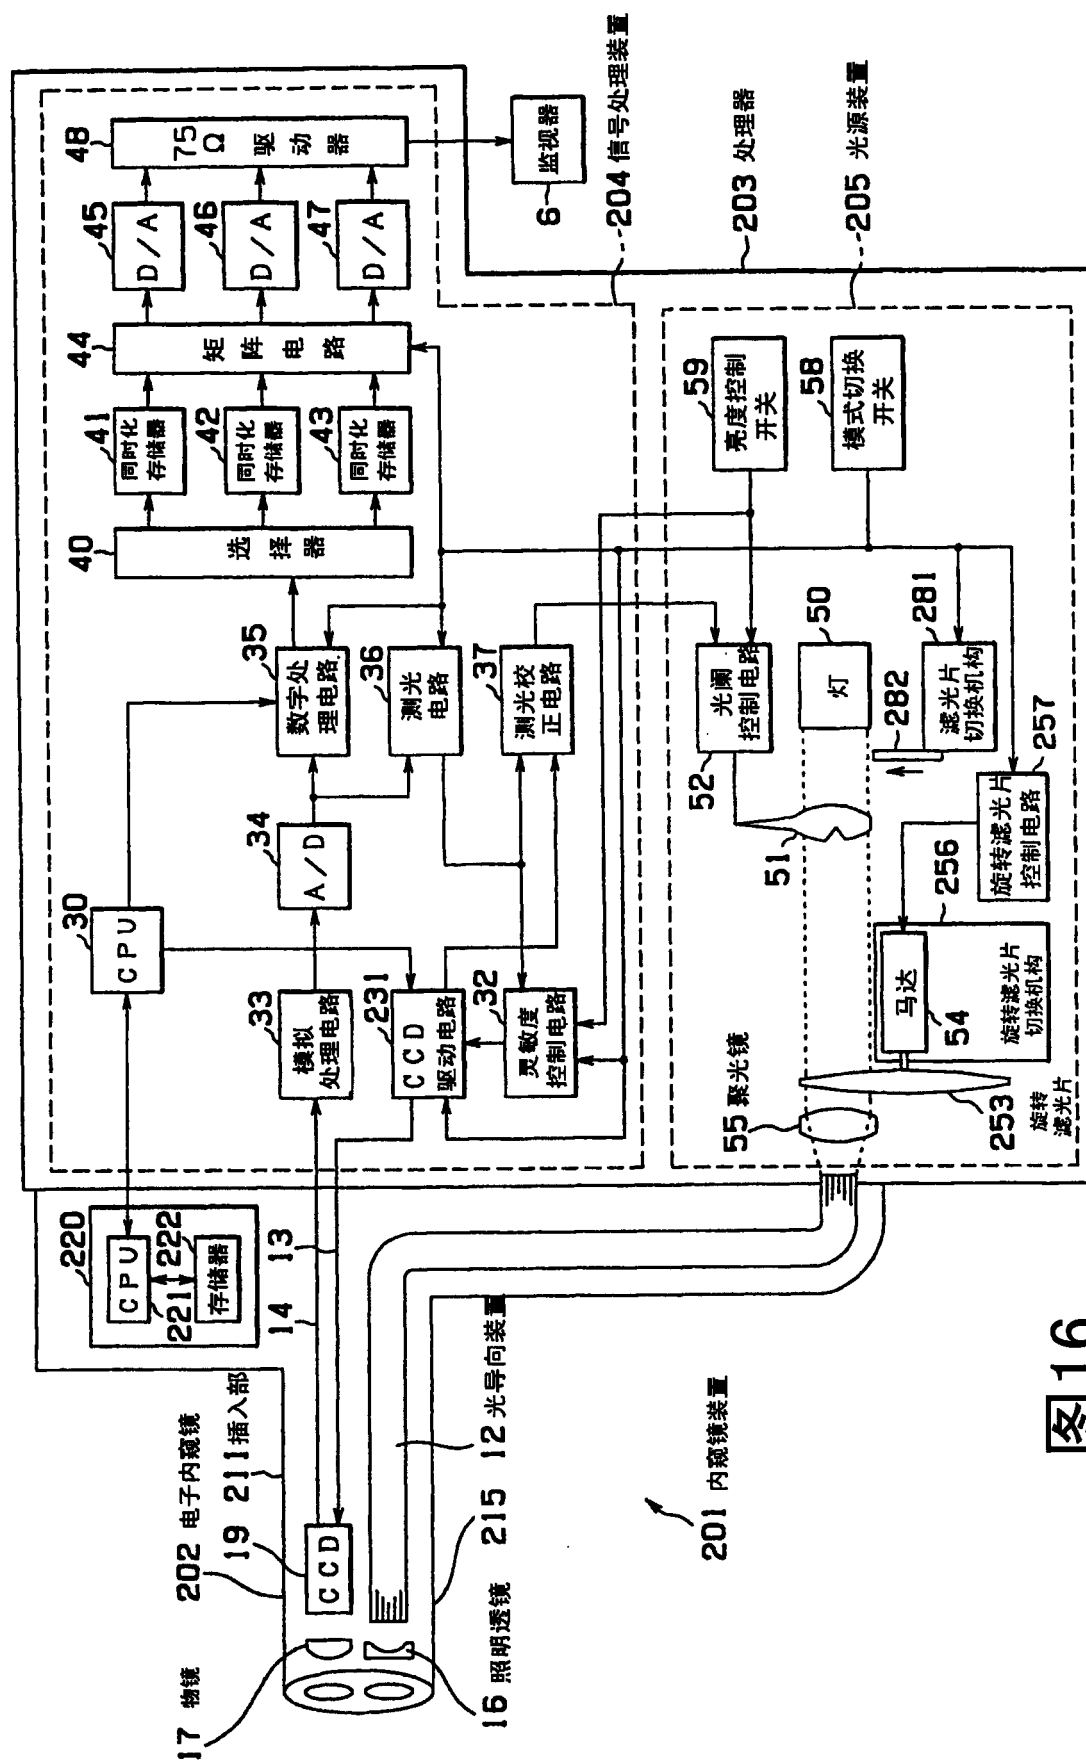 17 物镜
202 电子内窥镜
19
211 插入部
CCD
16 照明透镜
215
12 光导向装置
14
13
201 内窥镜装置
220
CPU
221
222
存储器
30
CPU
33
模拟
处理电路
34
A/D
35
数字处
理电路
36
测光
电路
37
测光校
正电路
231
CCD
驱动电路
32
灵敏度
控制电路
40
选择器
41
同时化
存储器
42
同时化
存储器
43
同时化
存储器
44
矩阵电路
45
D/A
46
D/A
47
D/A
48
75Ω驱动器
6
监视器
204 信号处理装置
203 处理器
205 光源装置
59
亮度控制
开关
58
模式切换
开关
52
光阑
控制电路
50
灯
51
281
滤光片
切换机构
282
257
旋转滤光片
控制电路
256
马达
54
旋转滤光片
切换机构
55 聚光镜
253
旋转
滤光片
图16